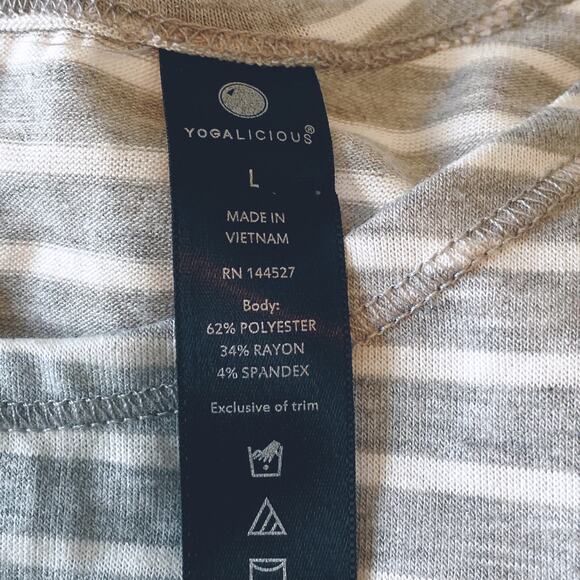 YOGALICIOUS®
L
MADE IN
VIETNAM
RN 144527
Body:
62% POLYESTER
34% RAYON
4% SPANDEX
Exclusive of trim